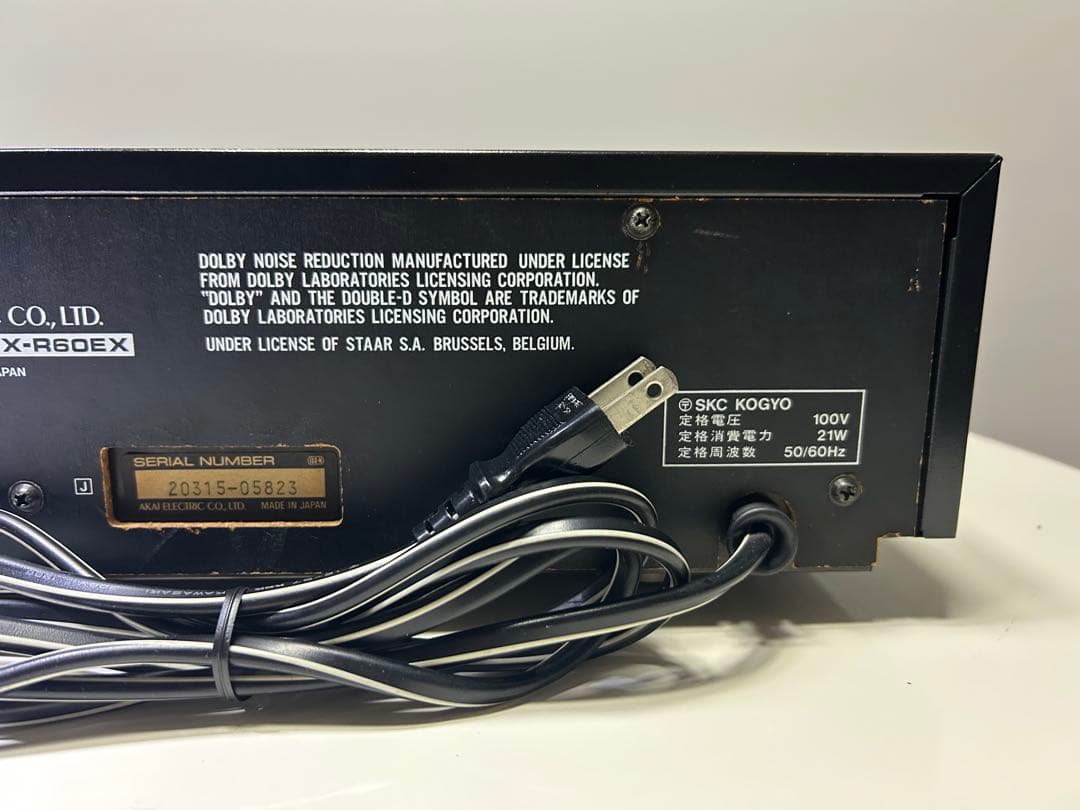 DOLBY NOISE REDUCTION MANUFACTURED UNDER LICENSE
FROM DOLBY LABORATORIES LICENSING CORPORATION.
"DOLBY" AND THE DOUBLE-D SYMBOL ARE TRADEMARKS OF
DOLBY LABORATORIES LICENSING CORPORATION.
UNDER LICENSE OF STAAR S.A. BRUSSELS, BELGIUM.
CO., LTD.
X-R60EX
APAN
〒 SKC KOGYO
定格電圧 100V
定格消費電力 21W
定格周波数 50/60Hz
J
SERIAL NUMBER
20315-05823
AKAI ELECTRIC CO., LTD. MADE IN JAPAN